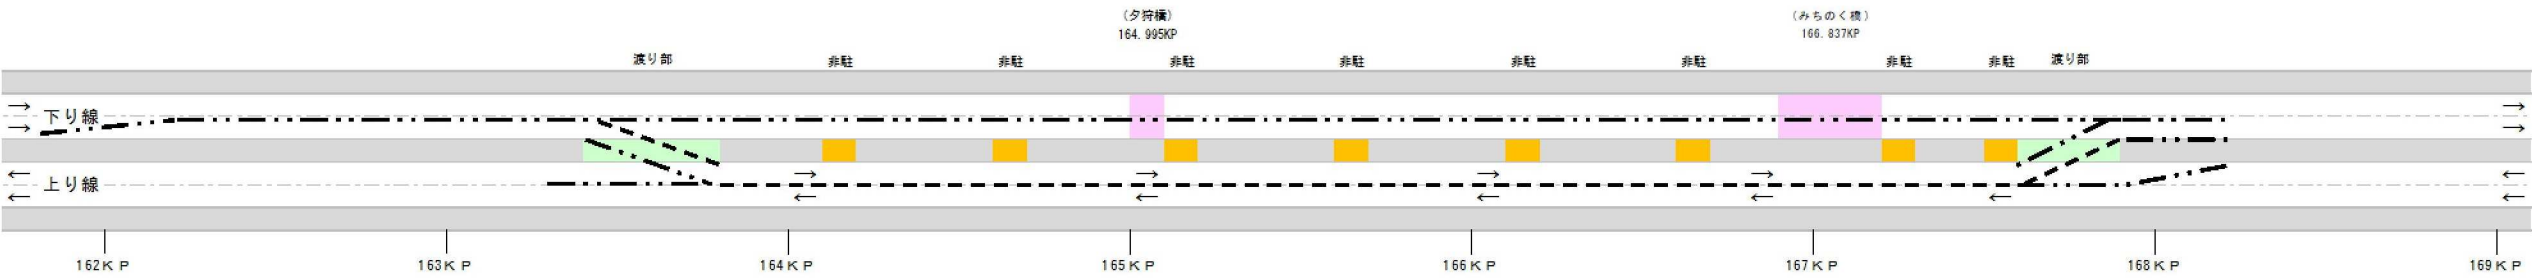 (夕狩橋)
164.995KP
(みちのく橋)
166.837KP
渡り部
非駐
非駐
非駐
非駐
非駐
非駐
非駐
非駐
渡り部
→
→
下り線
→
→
←
←
上り線
→
←
→
←
→
←
→
←
←
←
←
162KP
163KP
164KP
165KP
166KP
167KP
168KP
169KP